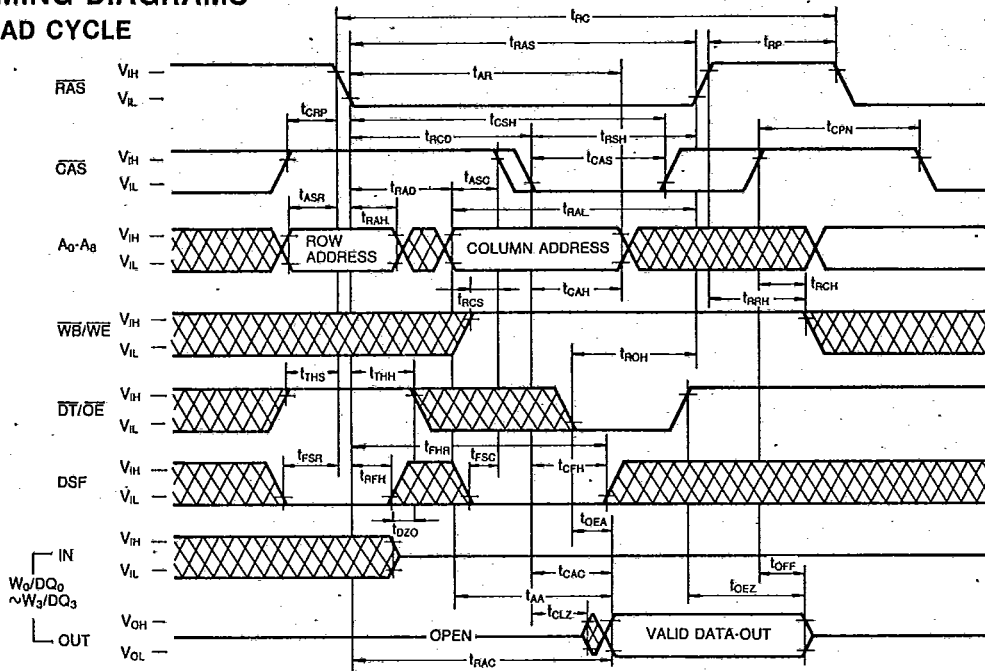 MING DIAGRAMS
AD CYCLE
tRC
tRAS
tRP
tAR
RAS
VIH
VIL
tCRP
tCSH
tRCD
tRSH
tCPN
CAS
VIH
VIL
tCAS
tASR
tRAD
tASC
tRAH
tRAL
A0-A8
VIH
VIL
ROW
ADDRESS
COLUMN ADDRESS
tRCS
tCAH
tRCH
tRRH
WB/WE
VIH
VIL
tROH
tTHS
tTHH
DT/OE
VIH
VIL
tFHR
tFSR
tRFH
tFSC
tCFH
DSF
VIH
VIL
tDZO
tOEA
IN
VIH
VIL
W0/DQ0
~W3/DQ3
tCAC
tOFF
tAA
tOEZ
tCLZ
OUT
VOH
VOL
OPEN
VALID DATA-OUT
tRAC